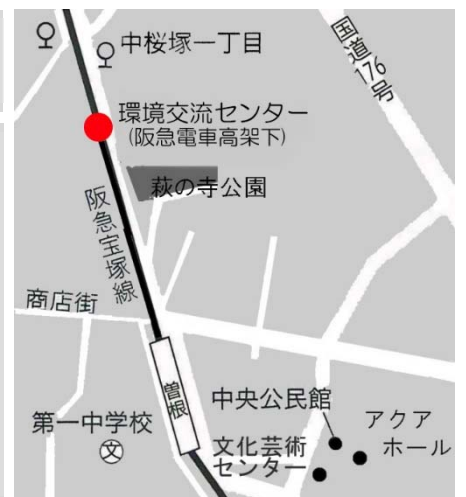 中桜塚一丁目
国道176号
環境交流センター
(阪急電車高架下)
萩の寺公園
阪急宝塚線
商店街
曽根
中央公民館
第一中学校
文
アクア
ホール
文化芸術
センター